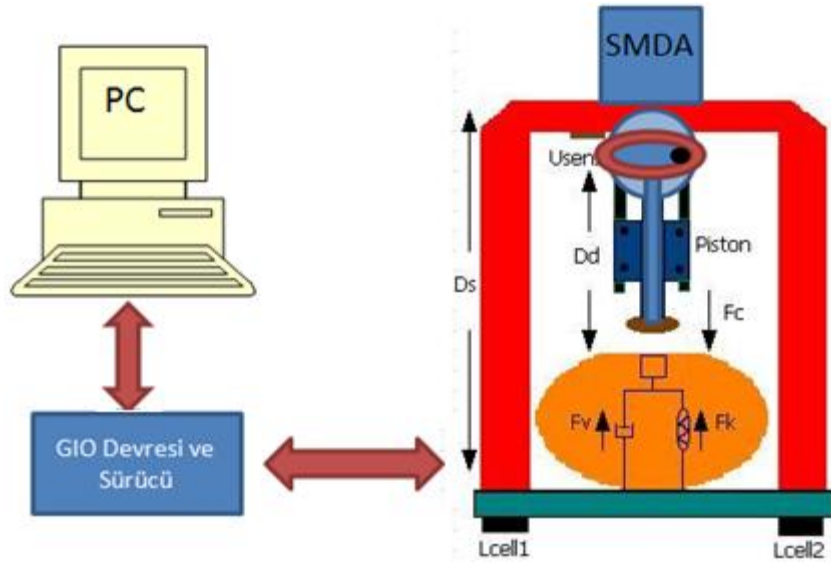 PC
SMDA
Usens
Piston
Dd
Ds
Fc
Fv
Fk
GIO Devresi ve
Sürücü
Lcell1
Lcell2